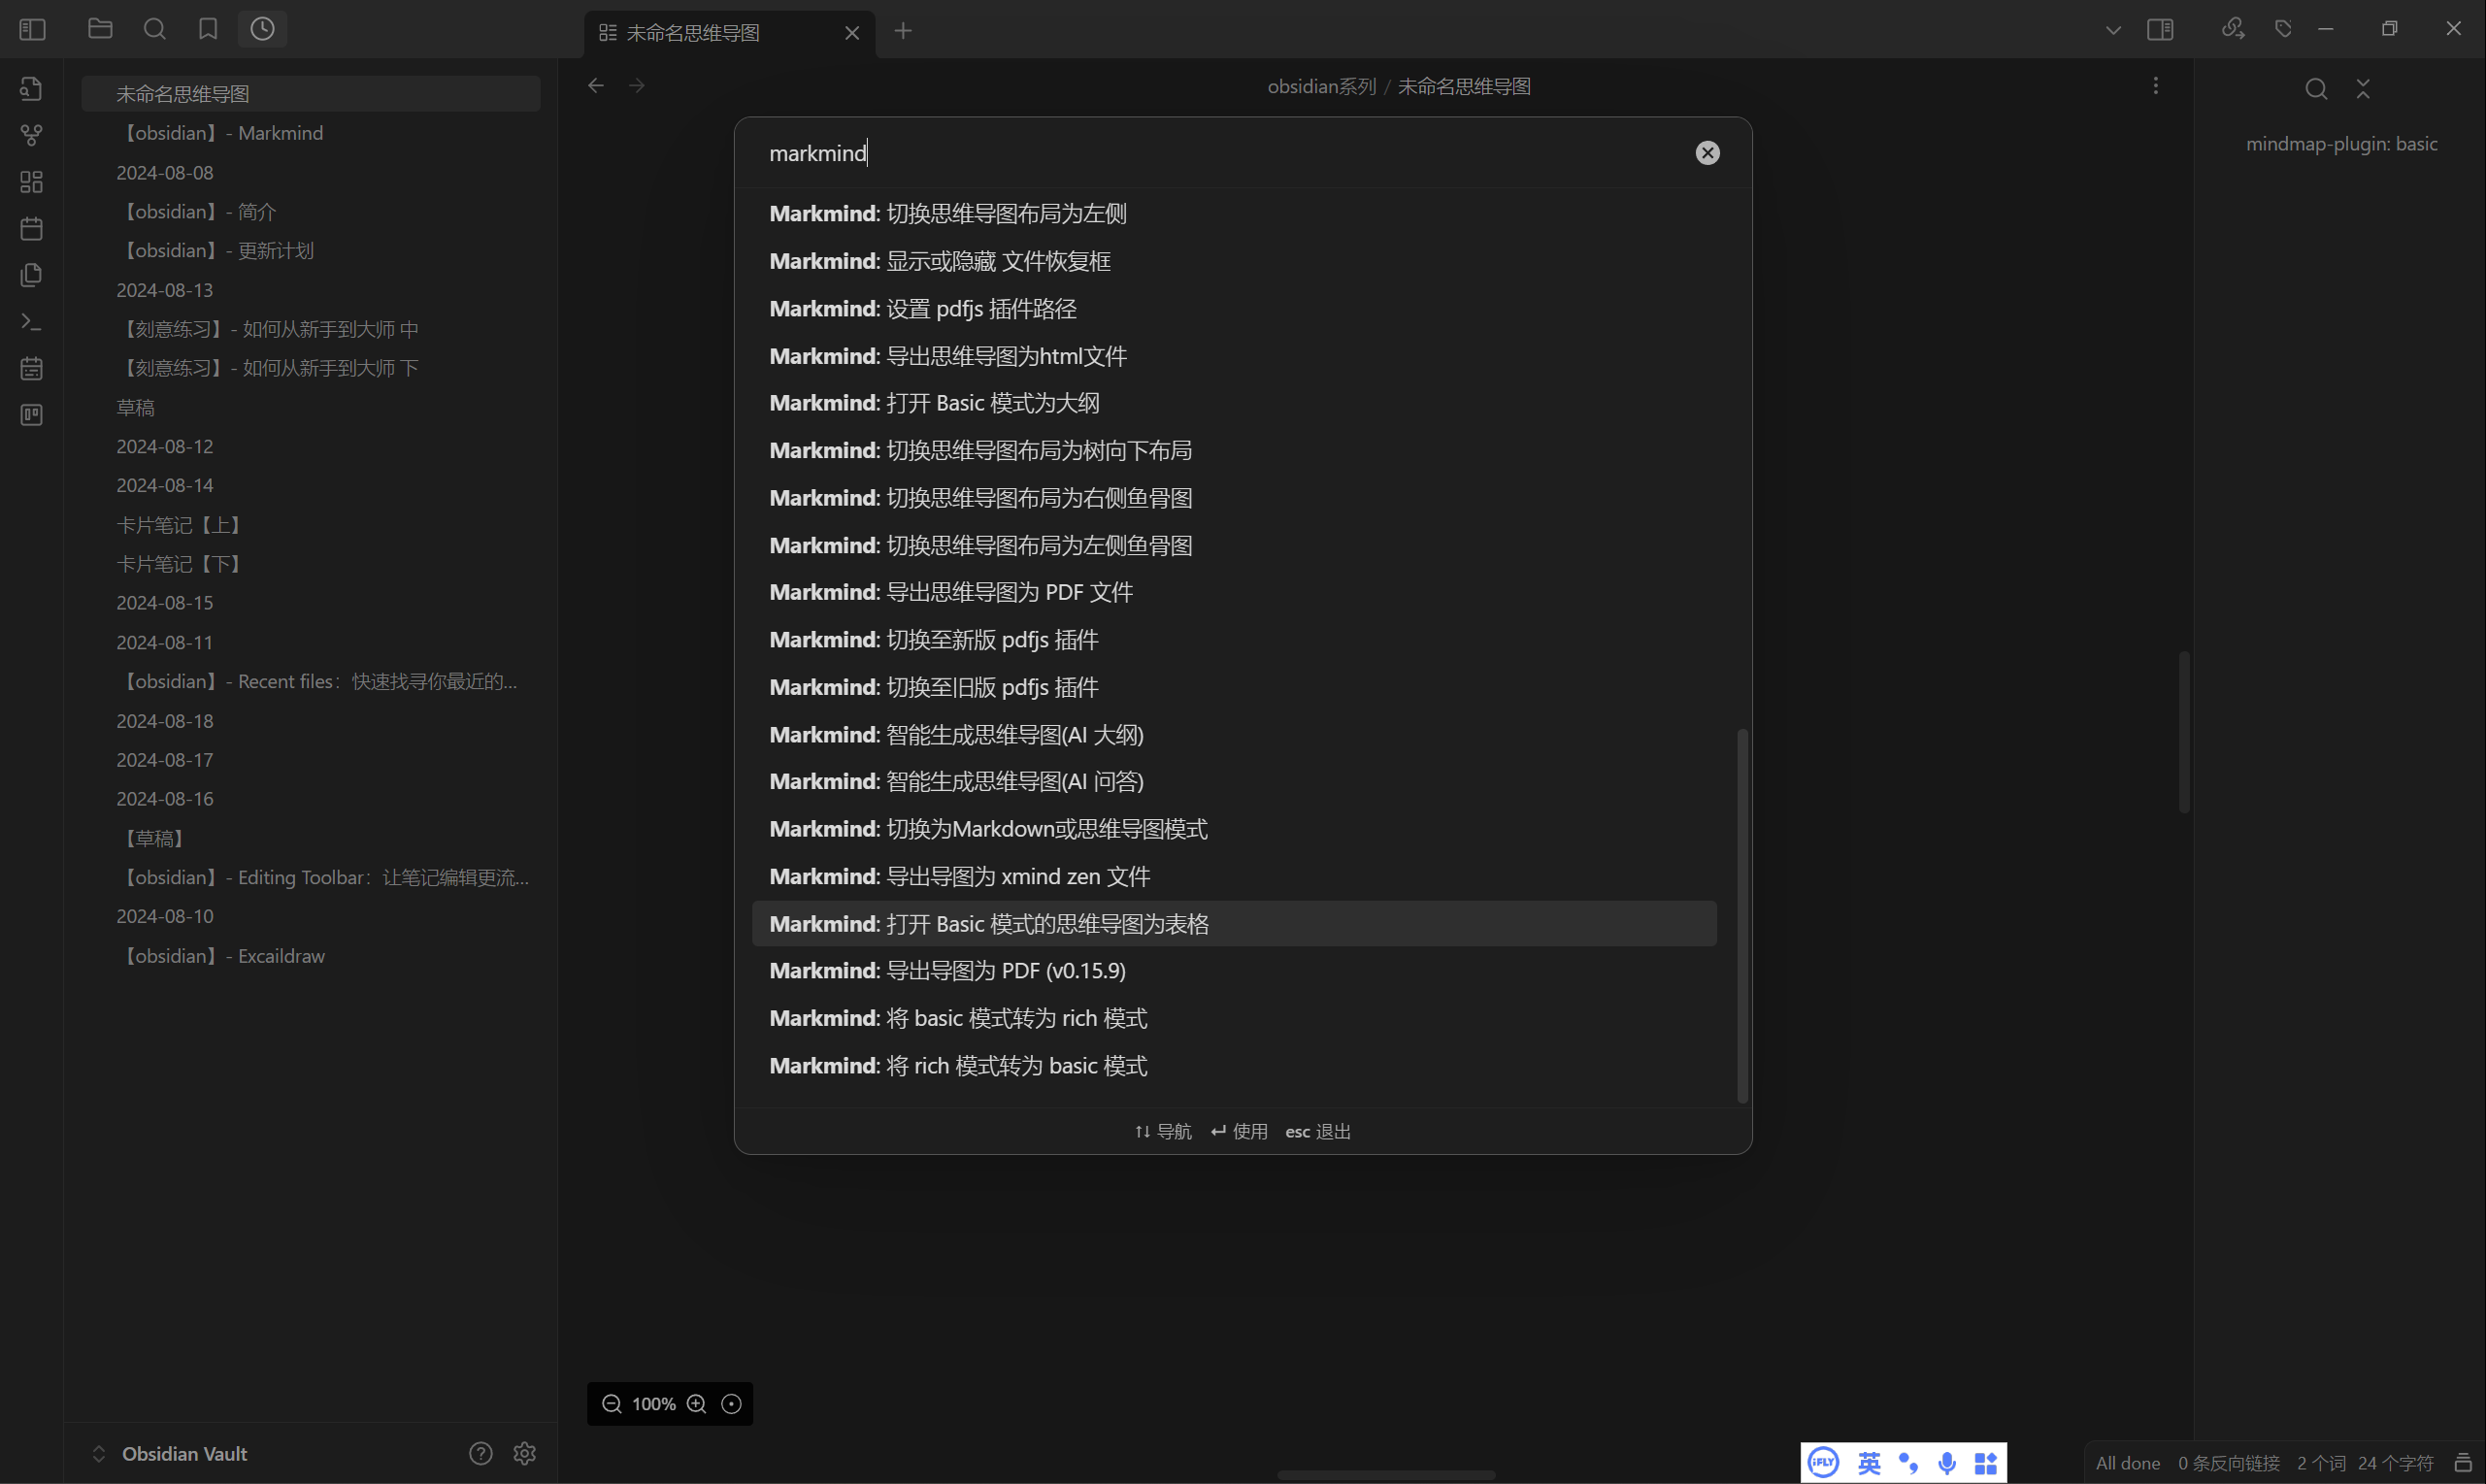 未命名思维导图
obsidian系列 / 未命名思维导图
未命名思维导图
【obsidian】- Markmind
2024-08-08
【obsidian】- 简介
【obsidian】- 更新计划
2024-08-13
【刻意练习】- 如何从新手到大师 中
【刻意练习】- 如何从新手到大师 下
草稿
2024-08-12
2024-08-14
卡片笔记【上】
卡片笔记【下】
2024-08-15
2024-08-11
【obsidian】- Recent files：快速找寻你最近的...
2024-08-18
2024-08-17
2024-08-16
【草稿】
【obsidian】- Editing Toolbar：让笔记编辑更流...
2024-08-10
【obsidian】- Excaildraw
Obsidian Vault
markmind
Markmind: 切换思维导图布局为左侧
Markmind: 显示或隐藏 文件恢复框
Markmind: 设置 pdfjs 插件路径
Markmind: 导出思维导图为html文件
Markmind: 打开 Basic 模式为大纲
Markmind: 切换思维导图布局为树向下布局
Markmind: 切换思维导图布局为右侧鱼骨图
Markmind: 切换思维导图布局为左侧鱼骨图
Markmind: 导出思维导图为 PDF 文件
Markmind: 切换至新版 pdfjs 插件
Markmind: 切换至旧版 pdfjs 插件
Markmind: 智能生成思维导图(AI 大纲)
Markmind: 智能生成思维导图(AI 问答)
Markmind: 切换为Markdown或思维导图模式
Markmind: 导出导图为 xmind zen 文件
Markmind: 打开 Basic 模式的思维导图为表格
Markmind: 导出导图为 PDF (v0.15.9)
Markmind: 将 basic 模式转为 rich 模式
Markmind: 将 rich 模式转为 basic 模式
↑↓ 导航 ↵ 使用 esc 退出
100%
mindmap-plugin: basic
iFLY 英
All done 0 条反向链接 2 个词 24 个字符